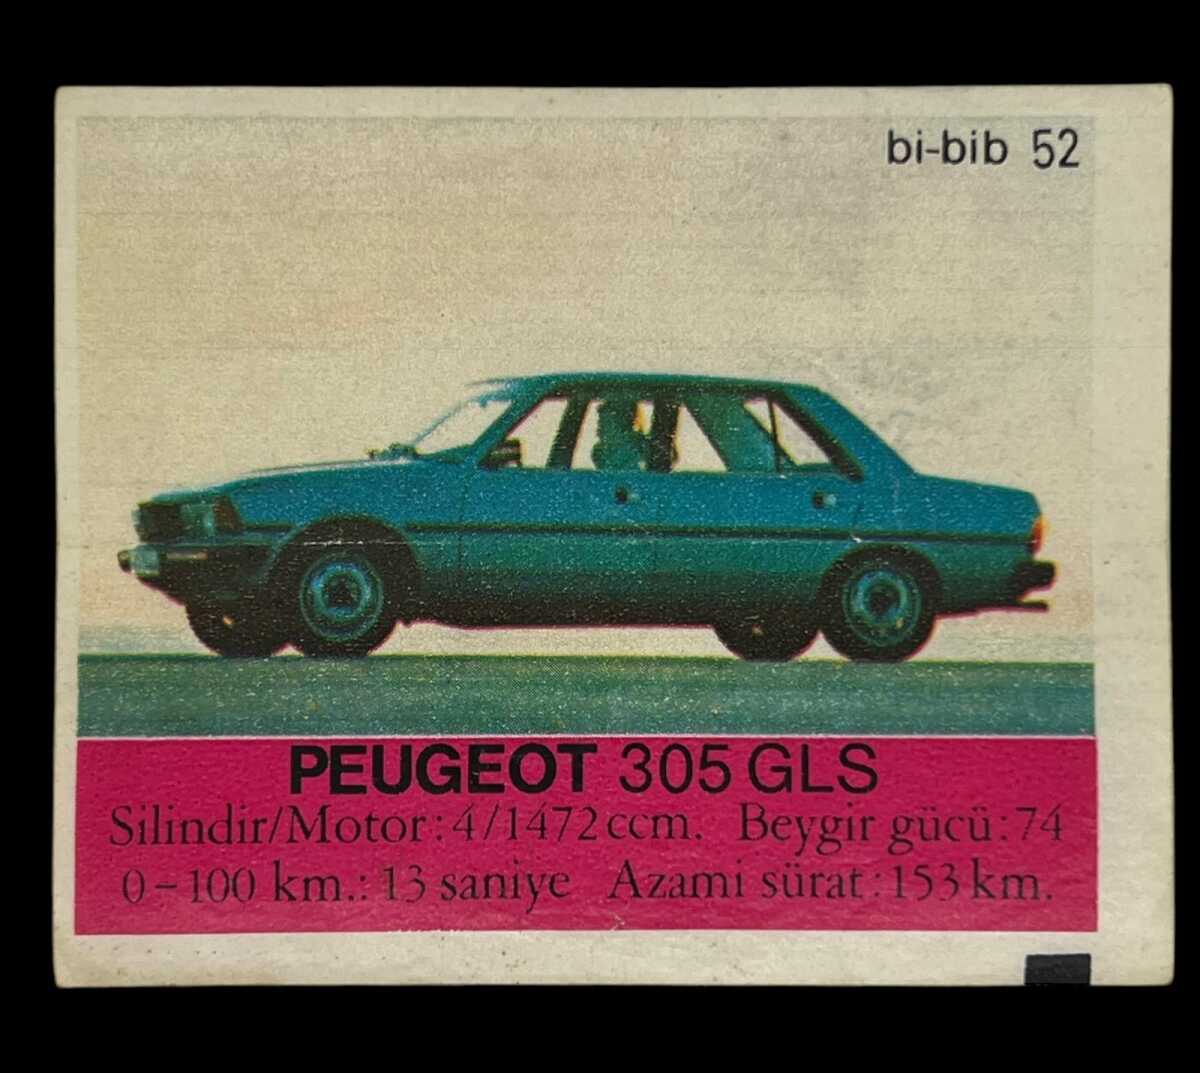 bi-bib 52
PEUGEOT 305 GLS
Silindir/Motor: 4/1472 ccm. Beygir gücü: 74
0-100 km.: 13 saniye Azami sürat: 153 km.